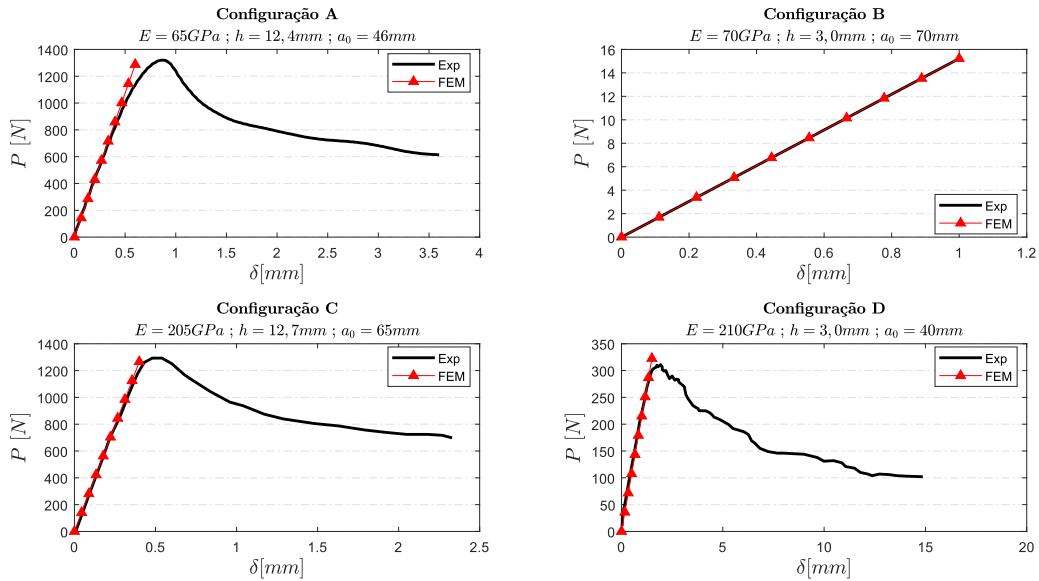 Configuração A
E = 65GPa ; h = 12,4mm ; a₀ = 46mm
1400
1200
1000
800
600
400
200
0
P [N]
0 0.5 1 1.5 2 2.5 3 3.5 4
δ[mm]
Exp
FEM
Configuração B
E = 70GPa ; h = 3,0mm ; a₀ = 70mm
16
14
12
10
8
6
4
2
0
P [N]
0 0.2 0.4 0.6 0.8 1 1.2
δ[mm]
Exp
FEM
Configuração C
E = 205GPa ; h = 12,7mm ; a₀ = 65mm
1400
1200
1000
800
600
400
200
0
P [N]
0 0.5 1 1.5 2 2.5
δ[mm]
Exp
FEM
Configuração D
E = 210GPa ; h = 3,0mm ; a₀ = 40mm
350
300
250
200
150
100
50
0
P [N]
0 5 10 15 20
δ[mm]
Exp
FEM